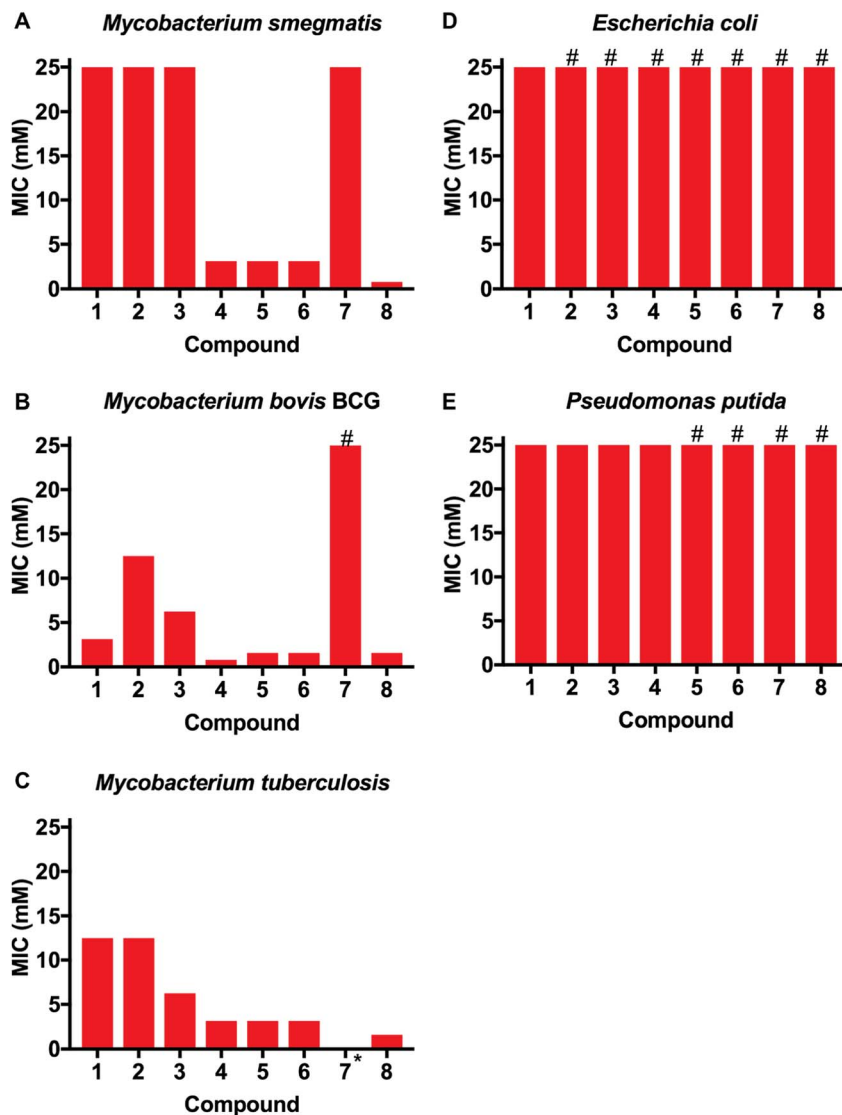 A Mycobacterium smegmatis
25
20
15
10
5
0
MIC (mM)
1 2 3 4 5 6 7 8
Compound
B Mycobacterium bovis BCG
#
25
20
15
10
5
0
MIC (mM)
1 2 3 4 5 6 7 8
Compound
C Mycobacterium tuberculosis
25
20
15
10
5
0
MIC (mM)
1 2 3 4 5 6 7* 8
Compound
D Escherichia coli
# # # # # # #
25
20
15
10
5
0
MIC (mM)
1 2 3 4 5 6 7 8
Compound
E Pseudomonas putida
# # # #
25
20
15
10
5
0
MIC (mM)
1 2 3 4 5 6 7 8
Compound